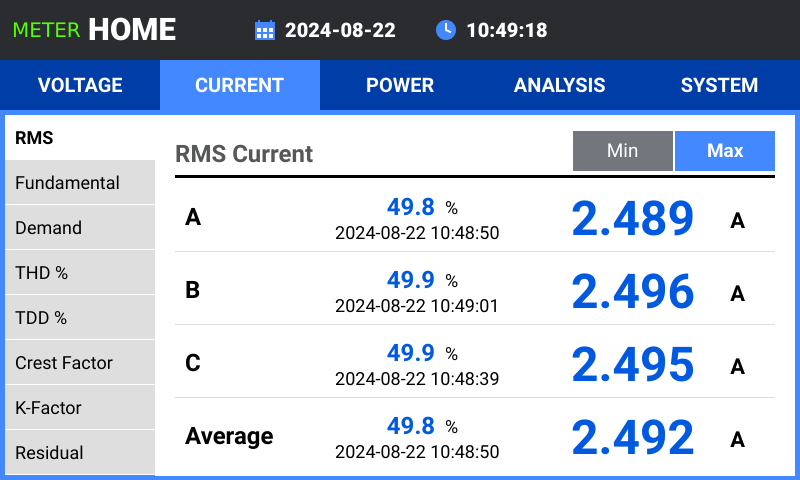 METER HOME 2024-08-22 10:49:18
VOLTAGE CURRENT POWER ANALYSIS SYSTEM
RMS
Fundamental
Demand
THD %
TDD %
Crest Factor
K-Factor
Residual
RMS Current Min Max
A 49.8 % 2.489 A
2024-08-22 10:48:50
B 49.9 % 2.496 A
2024-08-22 10:49:01
C 49.9 % 2.495 A
2024-08-22 10:48:39
Average 49.8 % 2.492 A
2024-08-22 10:48:50